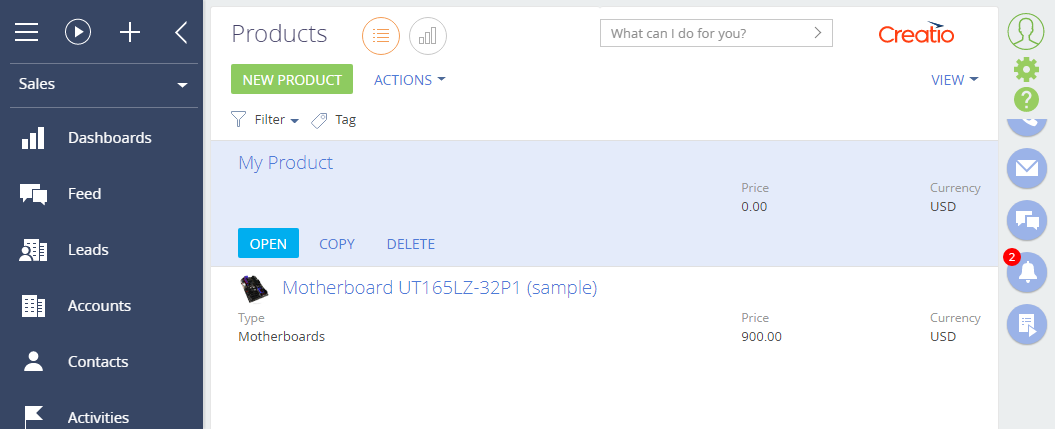 Products
What can I do for you?
Creatio
NEW PRODUCT
ACTIONS
VIEW
Sales
Filter
Tag
Dashboards
Feed
Leads
Accounts
Contacts
Activities
My Product
Price
Currency
0.00
USD
OPEN
COPY
DELETE
Motherboard UT165LZ-32P1 (sample)
Type
Price
Currency
Motherboards
900.00
USD
?
2